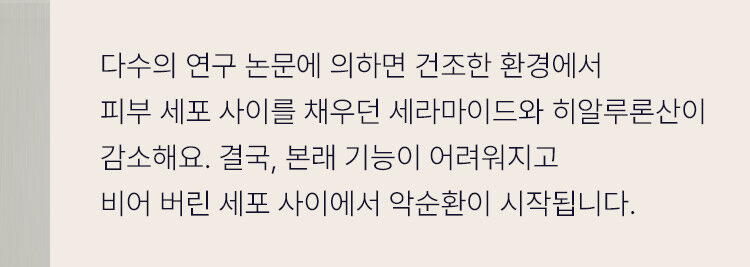 다수의 연구 논문에 의하면 건조한 환경에서
피부 세포 사이를 채우던 세라마이드와 히알루론산이
감소해요. 결국, 본래 기능이 어려워지고
비어 버린 세포 사이에서 악순환이 시작됩니다.